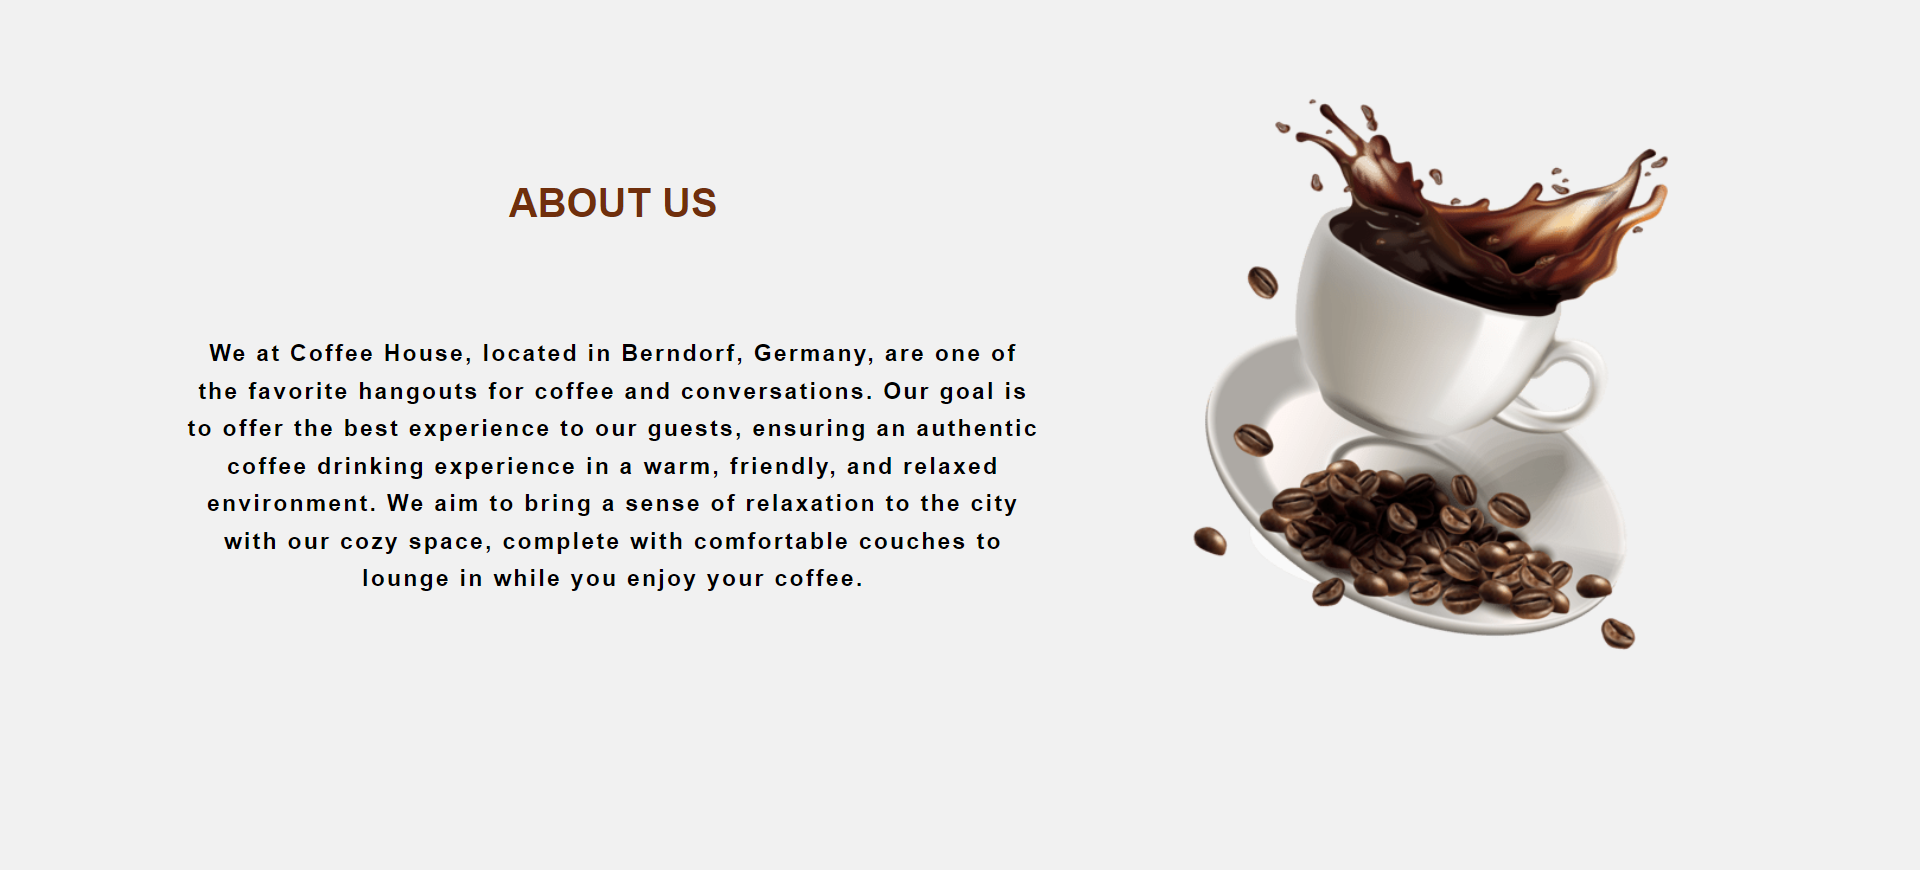 ABOUT US
We at Coffee House, located in Berndorf, Germany, are one of
the favorite hangouts for coffee and conversations. Our goal is
to offer the best experience to our guests, ensuring an authentic
coffee drinking experience in a warm, friendly, and relaxed
environment. We aim to bring a sense of relaxation to the city
with our cozy space, complete with comfortable couches to
lounge in while you enjoy your coffee.